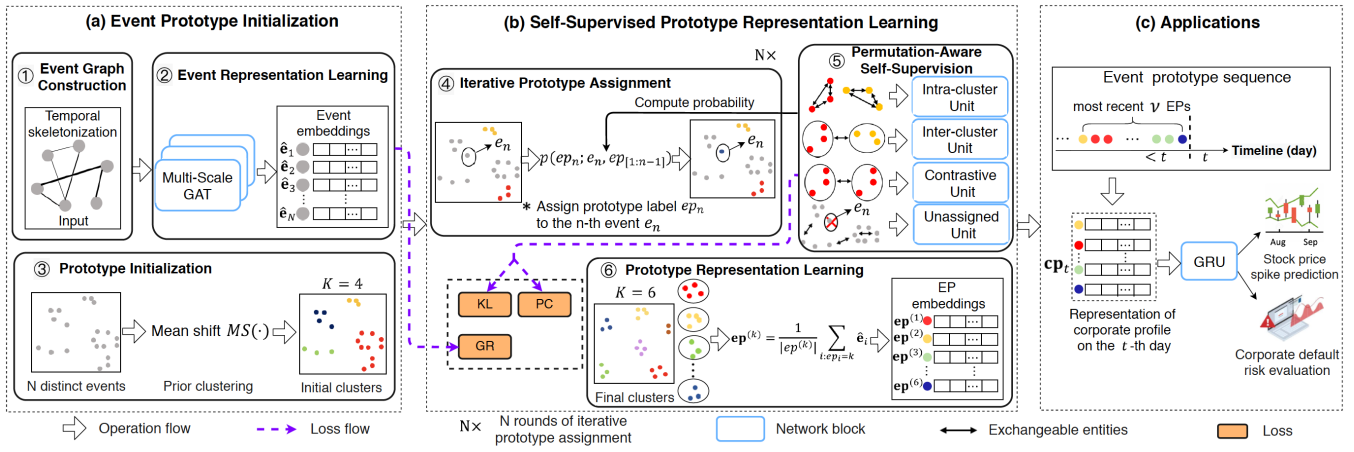 (a) Event Prototype Initialization
① Event Graph
Construction
Temporal
skeletonization
Input
② Event Representation Learning
Multi-Scale
GAT
Event
embeddings
ê₁
ê₂
ê₃
ê_N
...
③ Prototype Initialization
K = 4
Mean shift MS(·)
N distinct events
Prior clustering
Initial clusters
(b) Self-Supervised Prototype Representation Learning
N×
④ Iterative Prototype Assignment
Compute probability
e_n
p(ep_n; e_n, ep_[1:n−1])
e_n
* Assign prototype label ep_n
to the n-th event e_n
⑤ Permutation-Aware
Self-Supervision
Intra-cluster
Unit
Inter-cluster
Unit
Contrastive
Unit
e_n
Unassigned
Unit
KL
PC
GR
⑥ Prototype Representation Learning
K = 6
Final clusters
ep^(k) = 1/|ep^(k)| ∑_{i:ep_i=k} ê_i
EP
embeddings
ep^(1)
ep^(2)
ep^(3)
ep^(6)
(c) Applications
Event prototype sequence
most recent ν EPs
... ...
< t
t
Timeline (day)
cp_t
Representation of
corporate profile
on the t-th day
GRU
Aug Sep
Stock price
spike prediction
Corporate default
risk evaluation
Operation flow
Loss flow
N×
N rounds of iterative
prototype assignment
Network block
Exchangeable entities
Loss